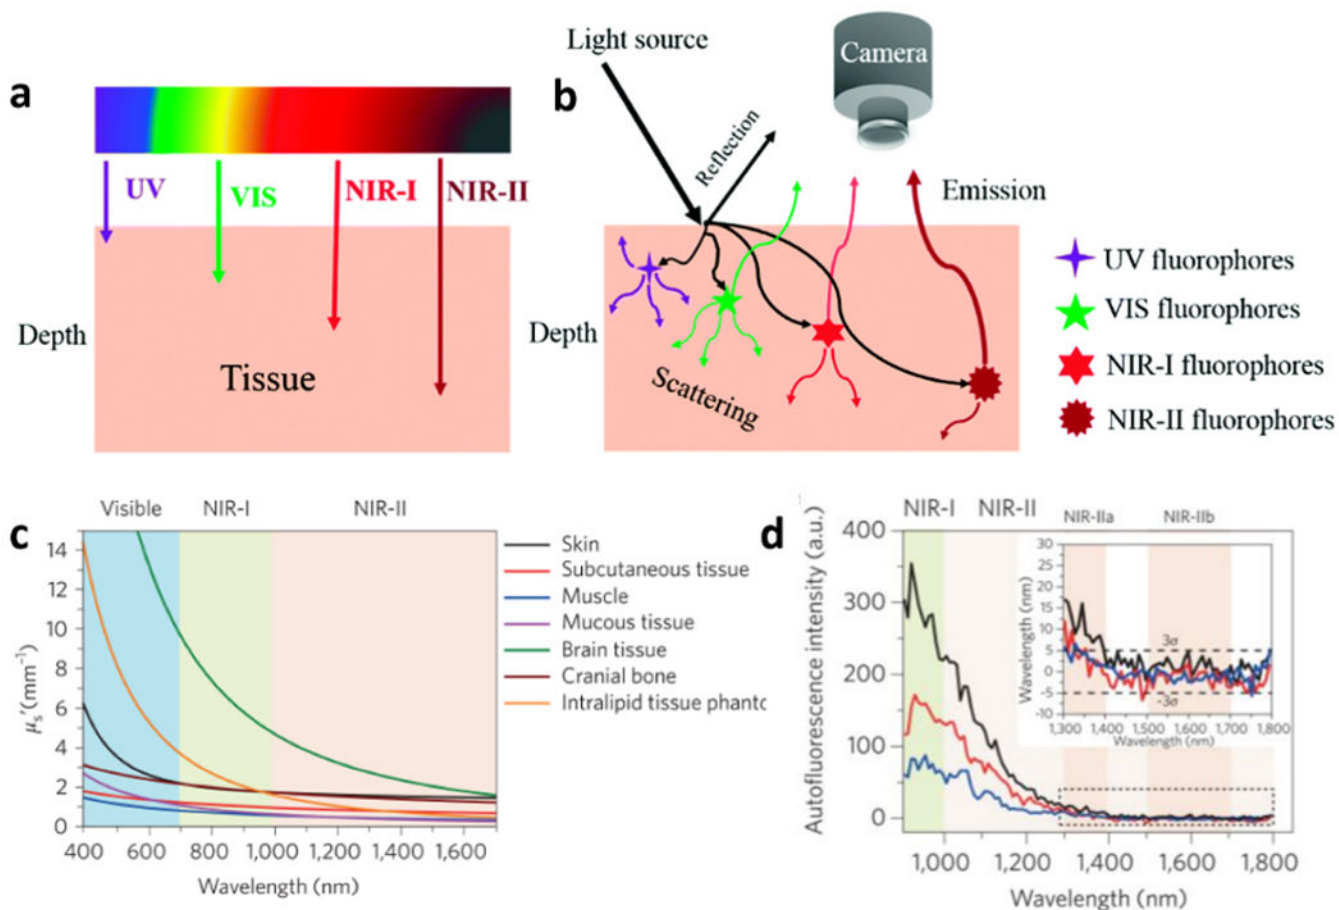 a
UV
VIS
NIR-I
NIR-II
Depth
Tissue
b
Light source
Camera
Reflection
Emission
Depth
Scattering
UV fluorophores
VIS fluorophores
NIR-I fluorophores
NIR-II fluorophores
c
Visible
NIR-I
NIR-II
14
12
10
8
6
4
2
0
μs′(mm⁻¹)
400
600
800
1,000
1,200
1,400
1,600
Wavelength (nm)
Skin
Subcutaneous tissue
Muscle
Mucous tissue
Brain tissue
Cranial bone
Intralipid tissue phantc
d
NIR-I
NIR-II
NIR-IIa
NIR-IIb
400
300
200
100
0
Autofluorescence intensity (a.u.)
1,000
1,200
1,400
1,600
1,800
Wavelength (nm)
30
25
20
15
10
5
0
-5
-10
Wavelength (nm)
3σ
-3σ
1,300
1,400
1,500
1,600
1,700
1,800
Wavelength (nm)